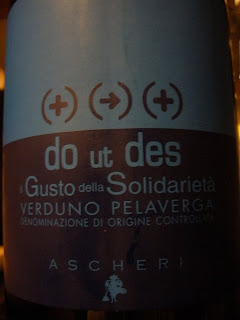 (+) (→) (+)
do ut des
il Gusto della Solidarietà
VERDUNO PELAVERGA
DENOMINAZIONE DI ORIGINE CONTROLLATA
ASCHERI